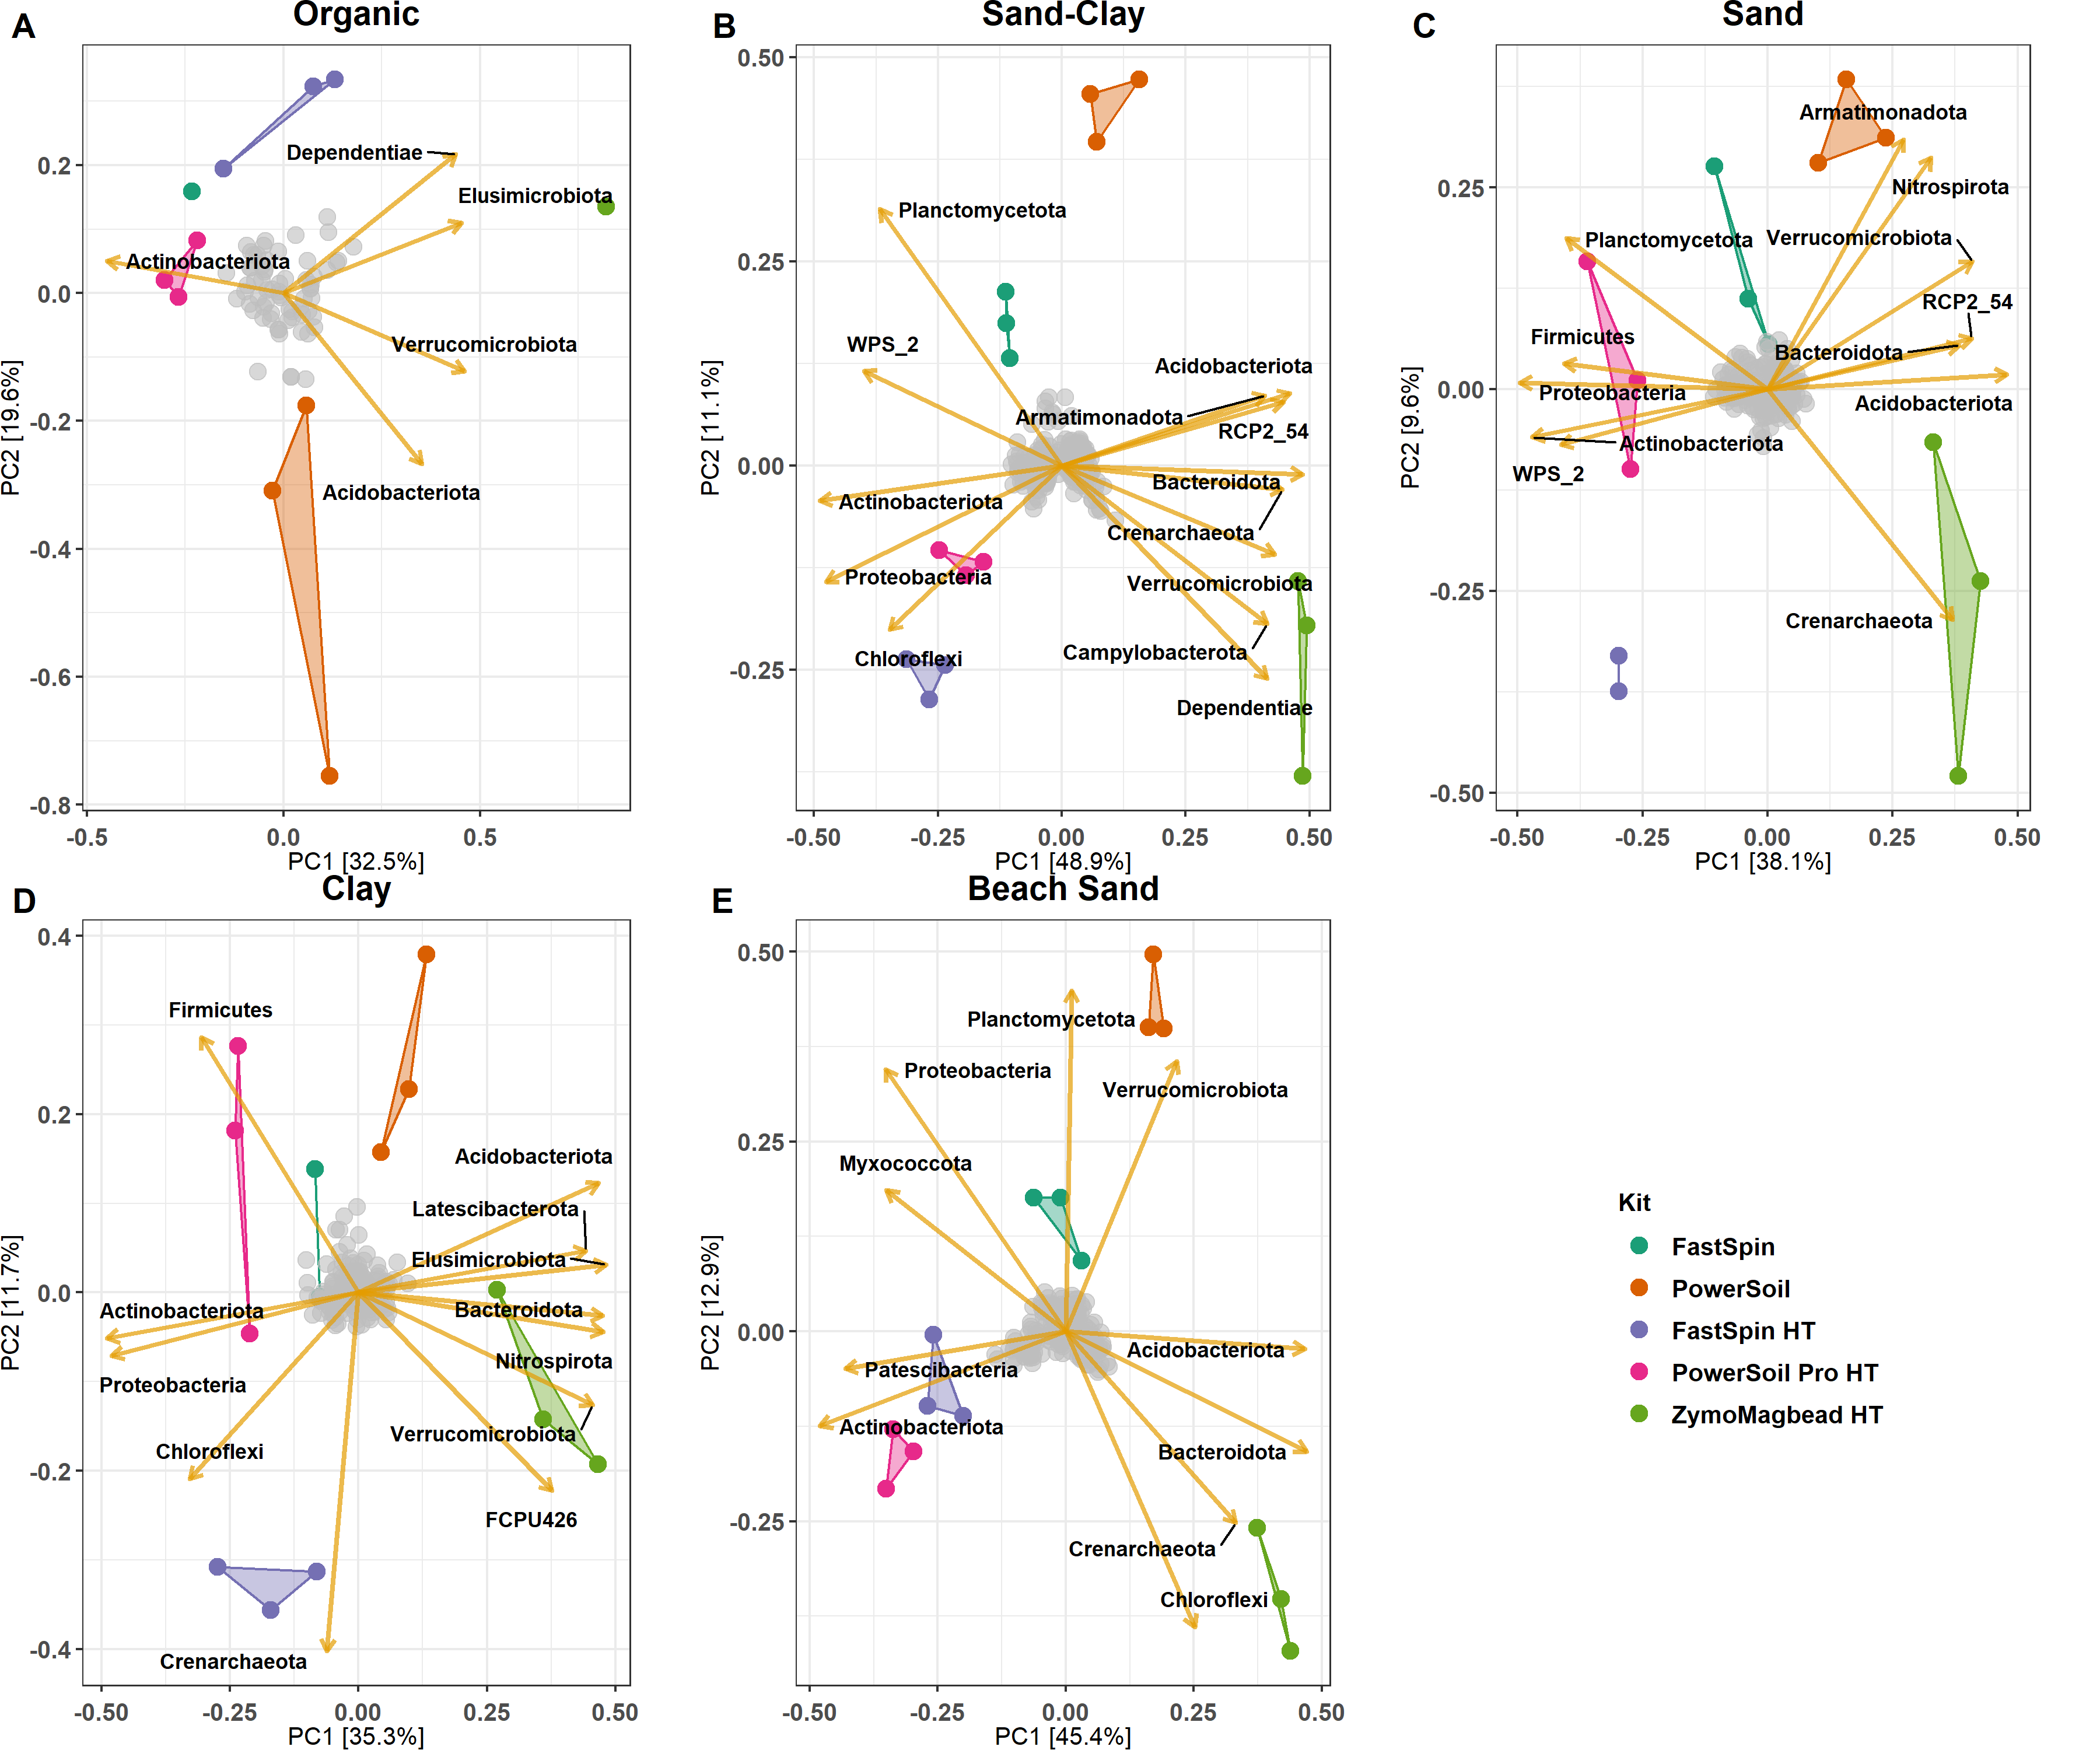 A
Organic
0.2
0.0
-0.2
-0.4
-0.6
-0.8
-0.5
0.0
0.5
PC1 [32.5%]
PC2 [19.6%]
Dependentiae
Elusimicrobiota
Actinobacteriota
Verrucomicrobiota
Acidobacteriota
B
Sand-Clay
0.50
0.25
0.00
-0.25
-0.50
-0.25
0.00
0.25
0.50
PC1 [48.9%]
PC2 [11.1%]
Planctomycetota
WPS_2
Acidobacteriota
Armatimonadota
RCP2_54
Bacteroidota
Actinobacteriota
Crenarchaeota
Proteobacteria
Verrucomicrobiota
Campylobacterota
Chloroflexi
Dependentiae
C
Sand
0.25
0.00
-0.25
-0.50
-0.50
-0.25
0.00
0.25
0.50
PC1 [38.1%]
PC2 [9.6%]
Armatimonadota
Nitrospirota
Planctomycetota
Verrucomicrobiota
RCP2_54
Firmicutes
Bacteroidota
Proteobacteria
Acidobacteriota
Actinobacteriota
WPS_2
Crenarchaeota
D
Clay
0.4
0.2
0.0
-0.2
-0.4
-0.50
-0.25
0.00
0.25
0.50
PC1 [35.3%]
PC2 [11.7%]
Firmicutes
Acidobacteriota
Latescibacterota
Elusimicrobiota
Actinobacteriota
Bacteroidota
Nitrospirota
Proteobacteria
Verrucomicrobiota
Chloroflexi
FCPU426
Crenarchaeota
E
Beach Sand
0.50
0.25
0.00
-0.25
-0.50
-0.25
0.00
0.25
0.50
PC1 [45.4%]
PC2 [12.9%]
Planctomycetota
Proteobacteria
Verrucomicrobiota
Myxococcota
Acidobacteriota
Patescibacteria
Actinobacteriota
Bacteroidota
Crenarchaeota
Chloroflexi
Kit
FastSpin
PowerSoil
FastSpin HT
PowerSoil Pro HT
ZymoMagbead HT